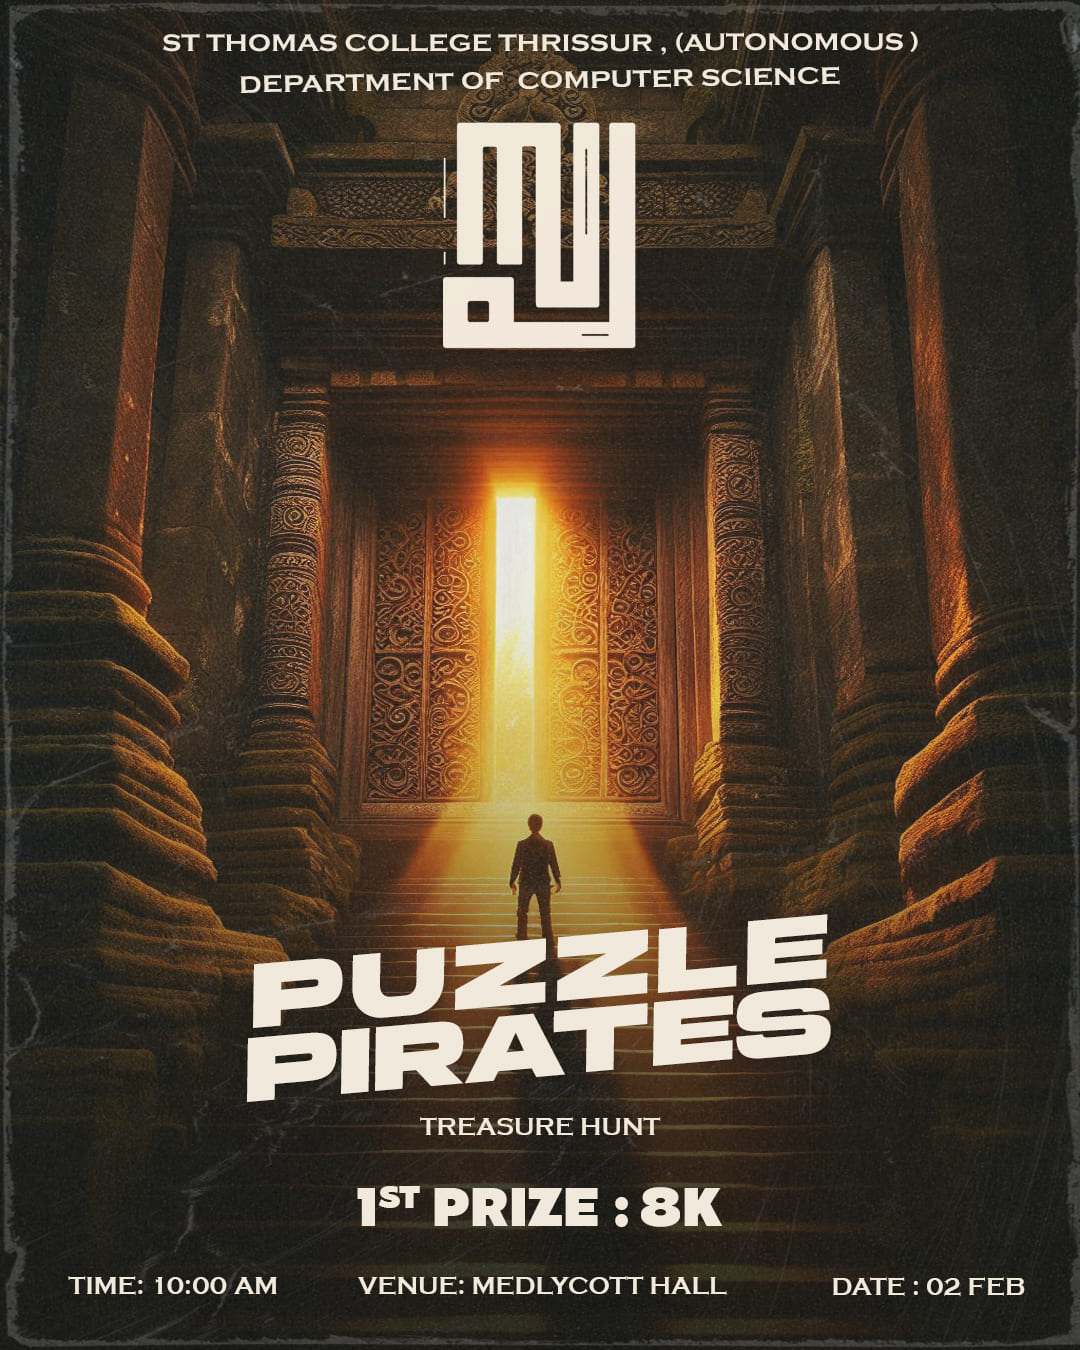 ST THOMAS COLLEGE THRISSUR , (AUTONOMOUS )
DEPARTMENT OF COMPUTER SCIENCE
PUZZLE
PIRATES
TREASURE HUNT
1ST PRIZE : 8K
TIME: 10:00 AM VENUE: MEDLYCOTT HALL DATE : 02 FEB